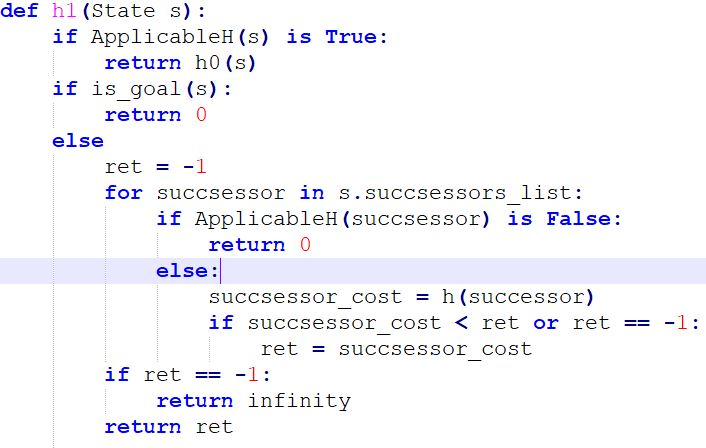 def h1(State s):
    if ApplicableH(s) is True:
        return h0(s)
    if is_goal(s):
        return 0
    else
        ret = -1
        for succsessor in s.succsessors_list:
            if ApplicableH(succsessor) is False:
                return 0
            else:
                succsessor_cost = h(successor)
                if succsessor_cost < ret or ret == -1:
                    ret = succsessor_cost
        if ret == -1:
            return infinity
        return ret